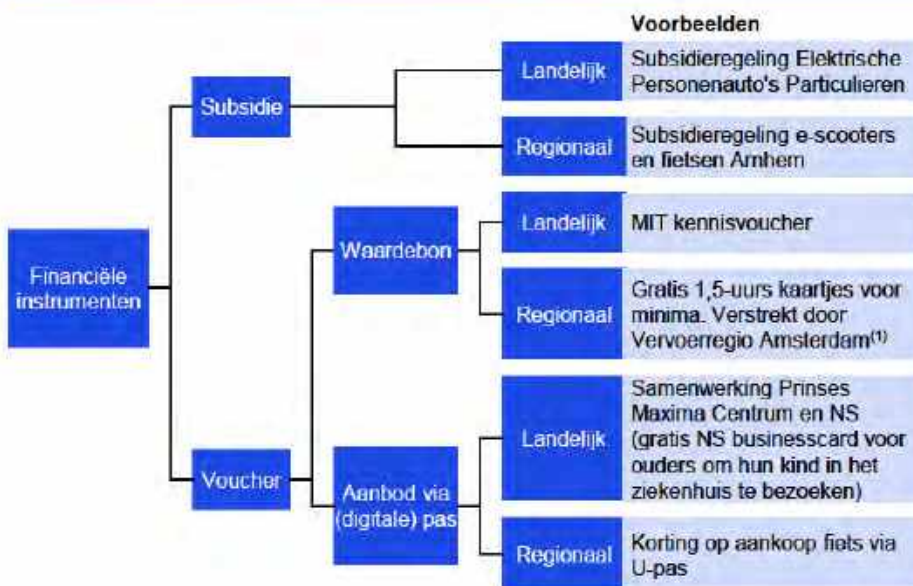 Voorbeelden
Financiële
instrumenten
Subsidie
Landelijk
Subsidieregeling Elektrische
Personenauto's Particulieren
Regionaal
Subsidieregeling e-scooters
en fietsen Arnhem
Voucher
Waardebon
Landelijk
MIT kennisvoucher
Regionaal
Gratis 1,5-uurs kaartjes voor
minima. Verstrekt door
Vervoerregio Amsterdam(1)
Aanbod via
(digitale) pas
Landelijk
Samenwerking Prinses
Maxima Centrum en NS
(gratis NS businesscard voor
ouders om hun kind in het
ziekenhuis te bezoeken)
Regionaal
Korting op aankoop fiets via
U-pas